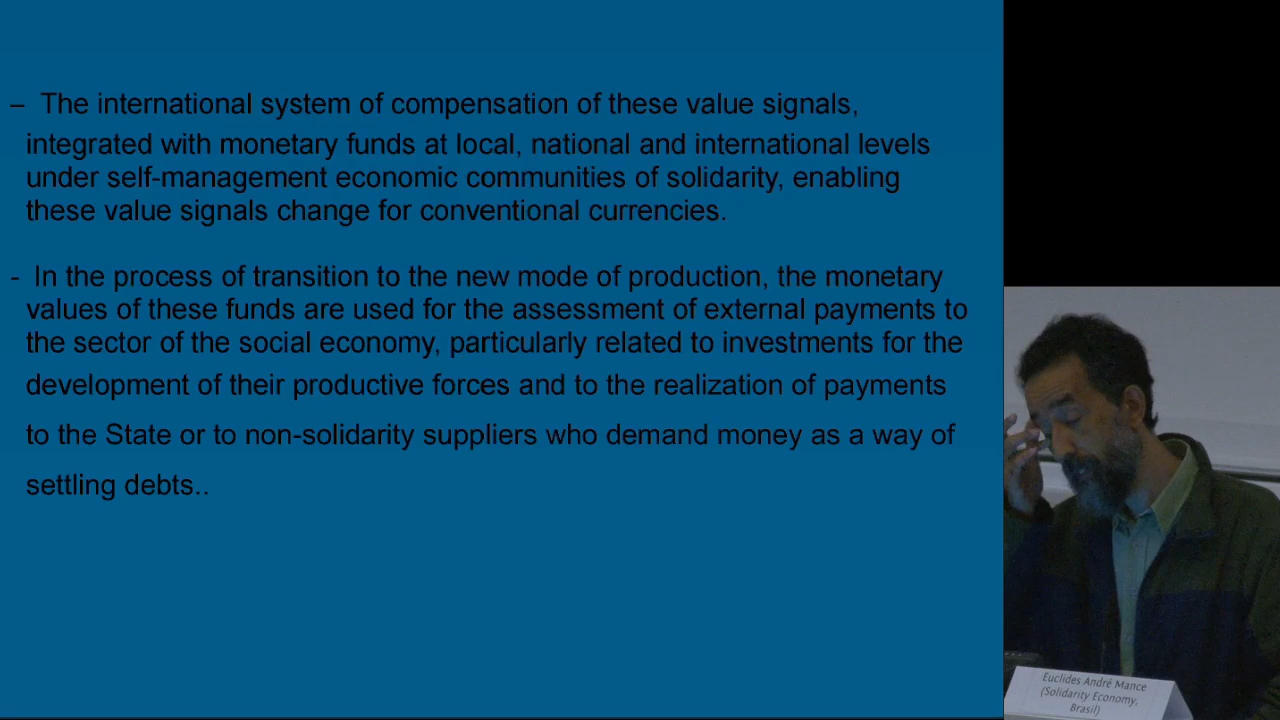 – The international system of compensation of these value signals,
integrated with monetary funds at local, national and international levels
under self-management economic communities of solidarity, enabling
these value signals change for conventional currencies.
- In the process of transition to the new mode of production, the monetary
values of these funds are used for the assessment of external payments to
the sector of the social economy, particularly related to investments for the
development of their productive forces and to the realization of payments
to the State or to non-solidarity suppliers who demand money as a way of
settling debts..
Euclides André Mance
(Solidarity Economy,
Brasil)